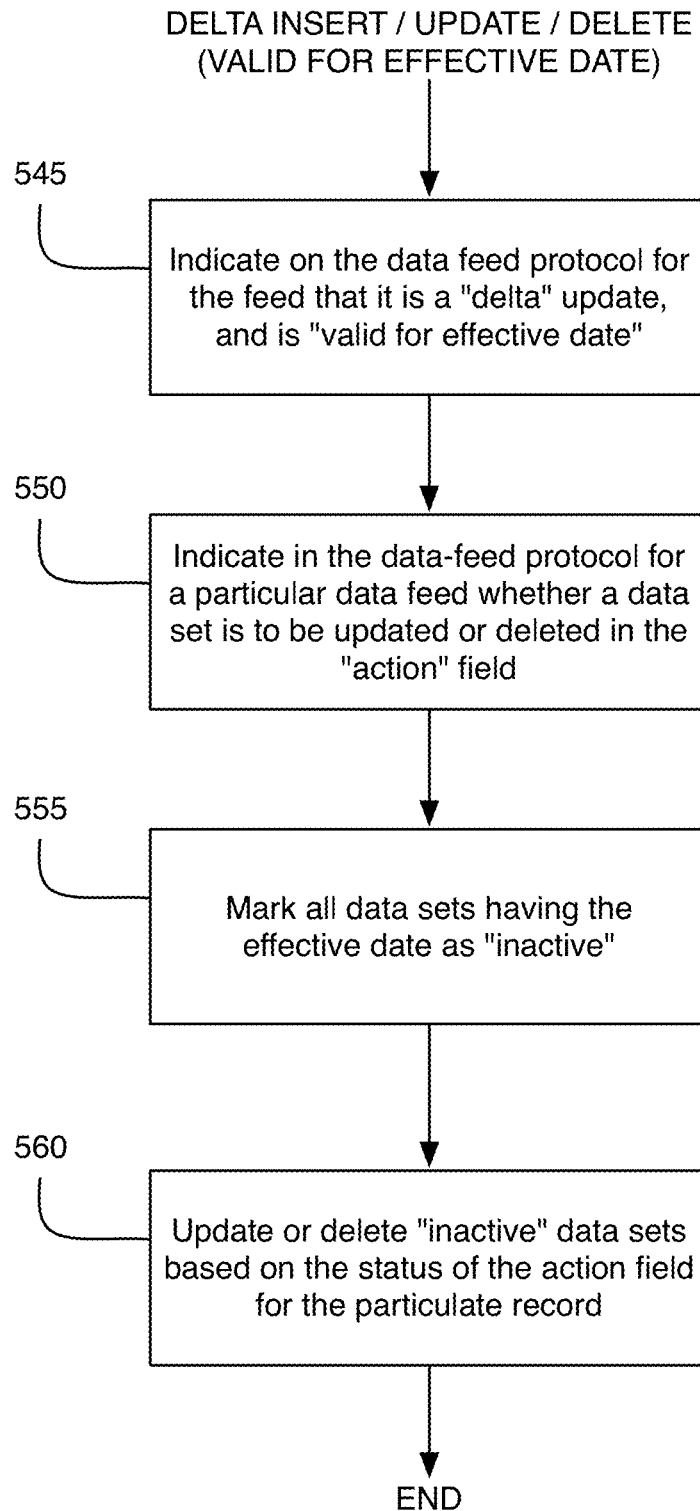 DELTA INSERT / UPDATE / DELETE
(VALID FOR EFFECTIVE DATE)
545
Indicate on the data feed protocol for
the feed that it is a "delta" update,
and is "valid for effective date"
550
Indicate in the data-feed protocol for
a particular data feed whether a data
set is to be updated or deleted in the
"action" field
555
Mark all data sets having the
effective date as "inactive"
560
Update or delete "inactive" data sets
based on the status of the action field
for the particulate record
END